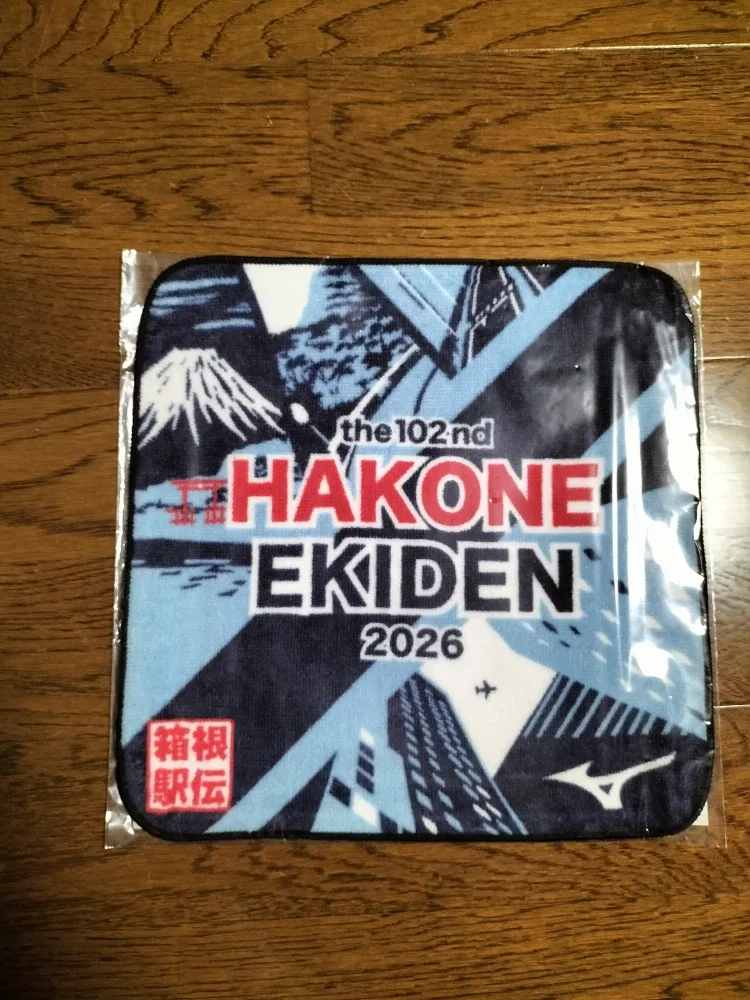 the 102nd
HAKONE
EKIDEN
2026
箱根
駅伝